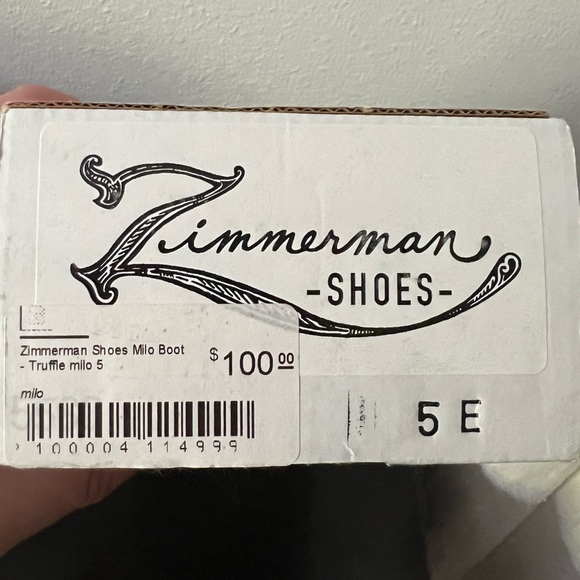 Zimmerman
-SHOES-
Zimmerman Shoes Milo Boot
- Truffle milo 5
$100.00
milo
100004 114999
5 E